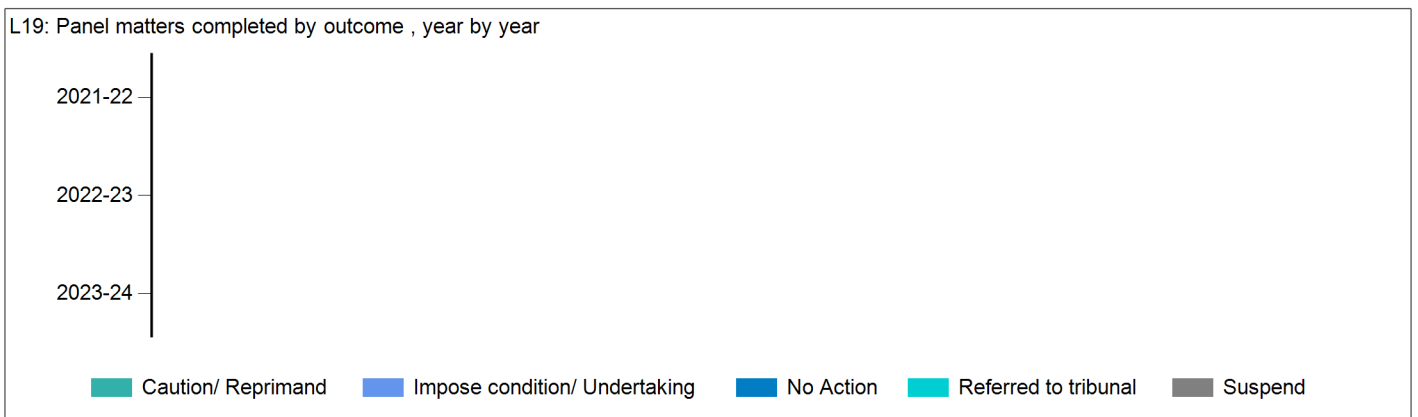 L19: Panel matters completed by outcome , year by year
2021-22
2022-23
2023-24
Caution/ Reprimand Impose condition/ Undertaking No Action Referred to tribunal Suspend